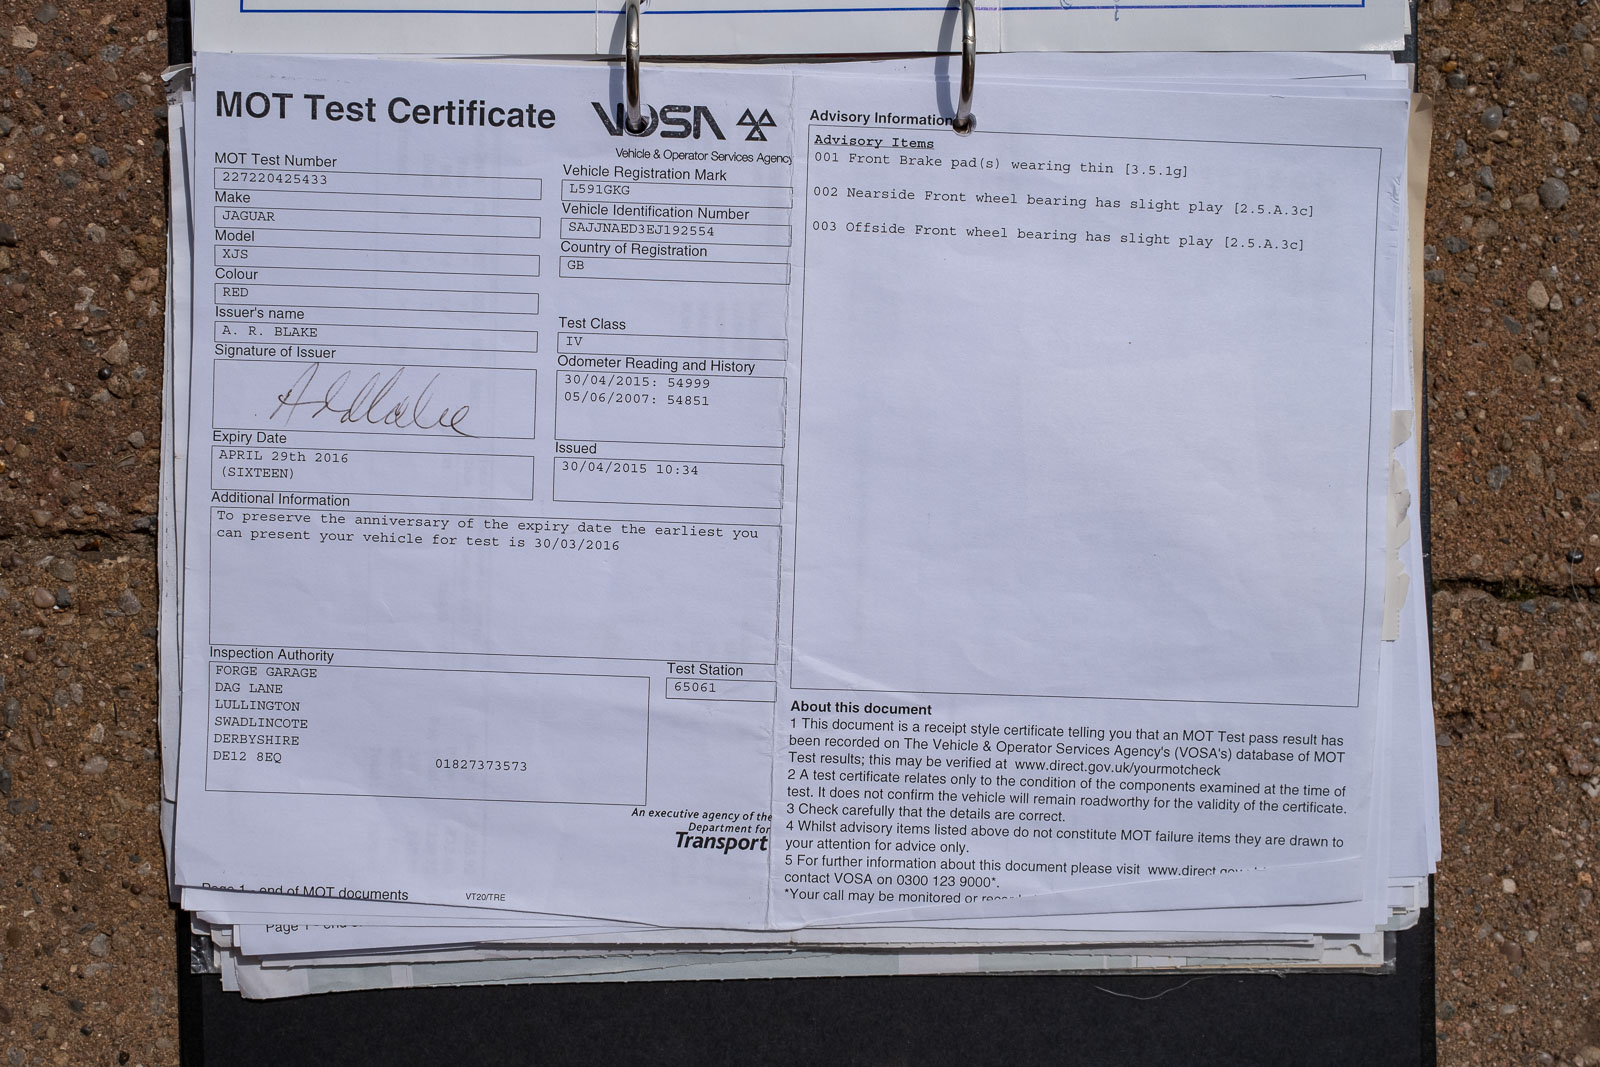 MOT Test Certificate
VOSA
Vehicle & Operator Services Agency
MOT Test Number
227220425433
Make
JAGUAR
Model
XJS
Colour
RED
Issuer's name
A. R. BLAKE
Signature of Issuer
Expiry Date
APRIL 29th 2016
(SIXTEEN)
Vehicle Registration Mark
L591GKG
Vehicle Identification Number
SAJJNAED3EJ192554
Country of Registration
GB
Test Class
IV
Odometer Reading and History
30/04/2015: 54999
05/06/2007: 54851
Issued
30/04/2015 10:34
Additional Information
To preserve the anniversary of the expiry date the earliest you
can present your vehicle for test is 30/03/2016
Inspection Authority
FORGE GARAGE
DAG LANE
LULLINGTON
SWADLINCOTE
DERBYSHIRE
DE12 8EQ 01827373573
Test Station
65061
An executive agency of the
Department for
Transport
Page 1 - end of MOT documents
VT20/TRE
Page 1 - end
Advisory Information
Advisory Items
001 Front Brake pad(s) wearing thin [3.5.1g]
002 Nearside Front wheel bearing has slight play [2.5.A.3c]
003 Offside Front wheel bearing has slight play [2.5.A.3c]
About this document
1 This document is a receipt style certificate telling you that an MOT Test pass result has
been recorded on The Vehicle & Operator Services Agency's (VOSA's) database of MOT
Test results; this may be verified at www.direct.gov.uk/yourmotcheck
2 A test certificate relates only to the condition of the components examined at the time of
test. It does not confirm the vehicle will remain roadworthy for the validity of the certificate.
3 Check carefully that the details are correct.
4 Whilst advisory items listed above do not constitute MOT failure items they are drawn to
your attention for advice only.
5 For further information about this document please visit www.direct.gov
contact VOSA on 0300 123 9000*.
*Your call may be monitored or